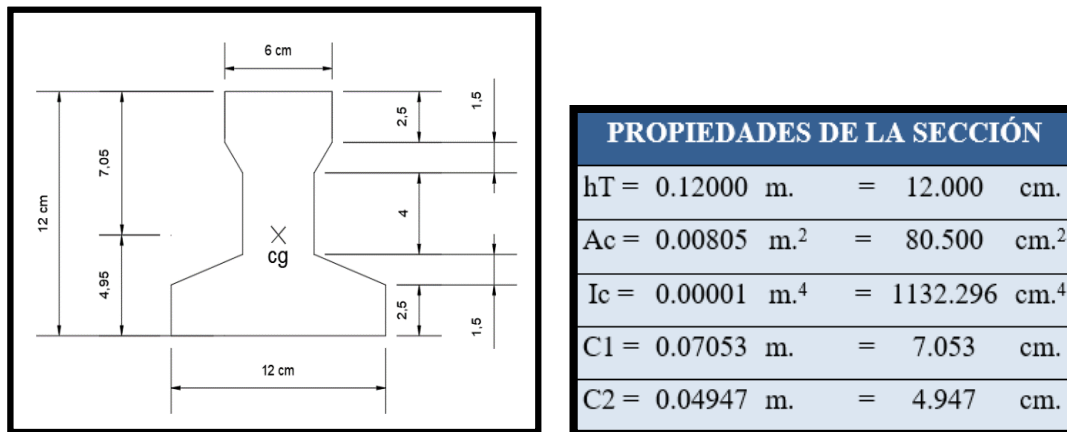 6 cm
12 cm
7,05
4,95
2,5
1,5
4
2,5
1,5
cg
12 cm
PROPIEDADES DE LA SECCIÓN
hT = 0.12000 m. = 12.000 cm.
Ac = 0.00805 m.² = 80.500 cm.²
Ic = 0.00001 m.⁴ = 1132.296 cm.⁴
C1 = 0.07053 m. = 7.053 cm.
C2 = 0.04947 m. = 4.947 cm.